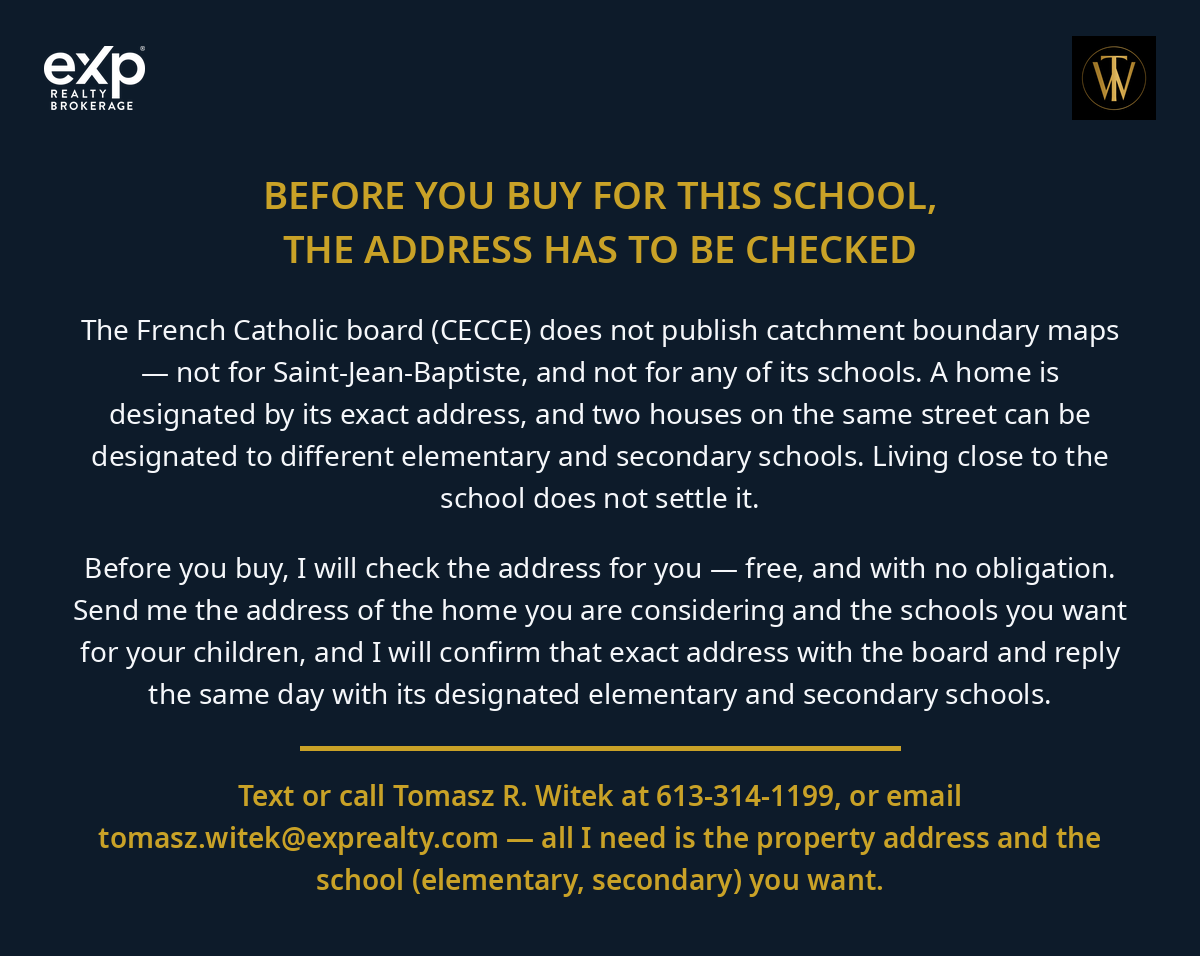 exp®
REALTY
BROKERAGE
TW
BEFORE YOU BUY FOR THIS SCHOOL,
THE ADDRESS HAS TO BE CHECKED
The French Catholic board (CECCE) does not publish catchment boundary maps
— not for Saint-Jean-Baptiste, and not for any of its schools. A home is
designated by its exact address, and two houses on the same street can be
designated to different elementary and secondary schools. Living close to the
school does not settle it.
Before you buy, I will check the address for you — free, and with no obligation.
Send me the address of the home you are considering and the schools you want
for your children, and I will confirm that exact address with the board and reply
the same day with its designated elementary and secondary schools.
Text or call Tomasz R. Witek at 613-314-1199, or email
tomasz.witek@exprealty.com — all I need is the property address and the
school (elementary, secondary) you want.